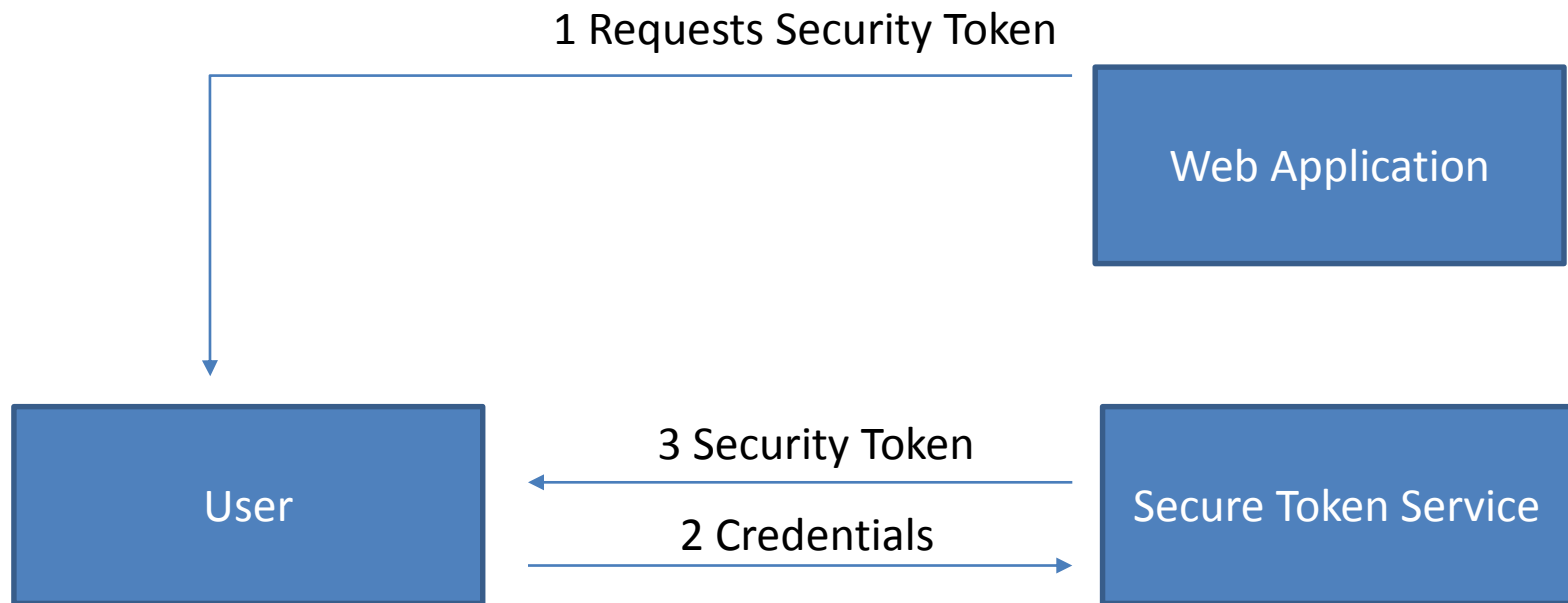 1 Requests Security Token
Web Application
3 Security Token
User
Secure Token Service
2 Credentials